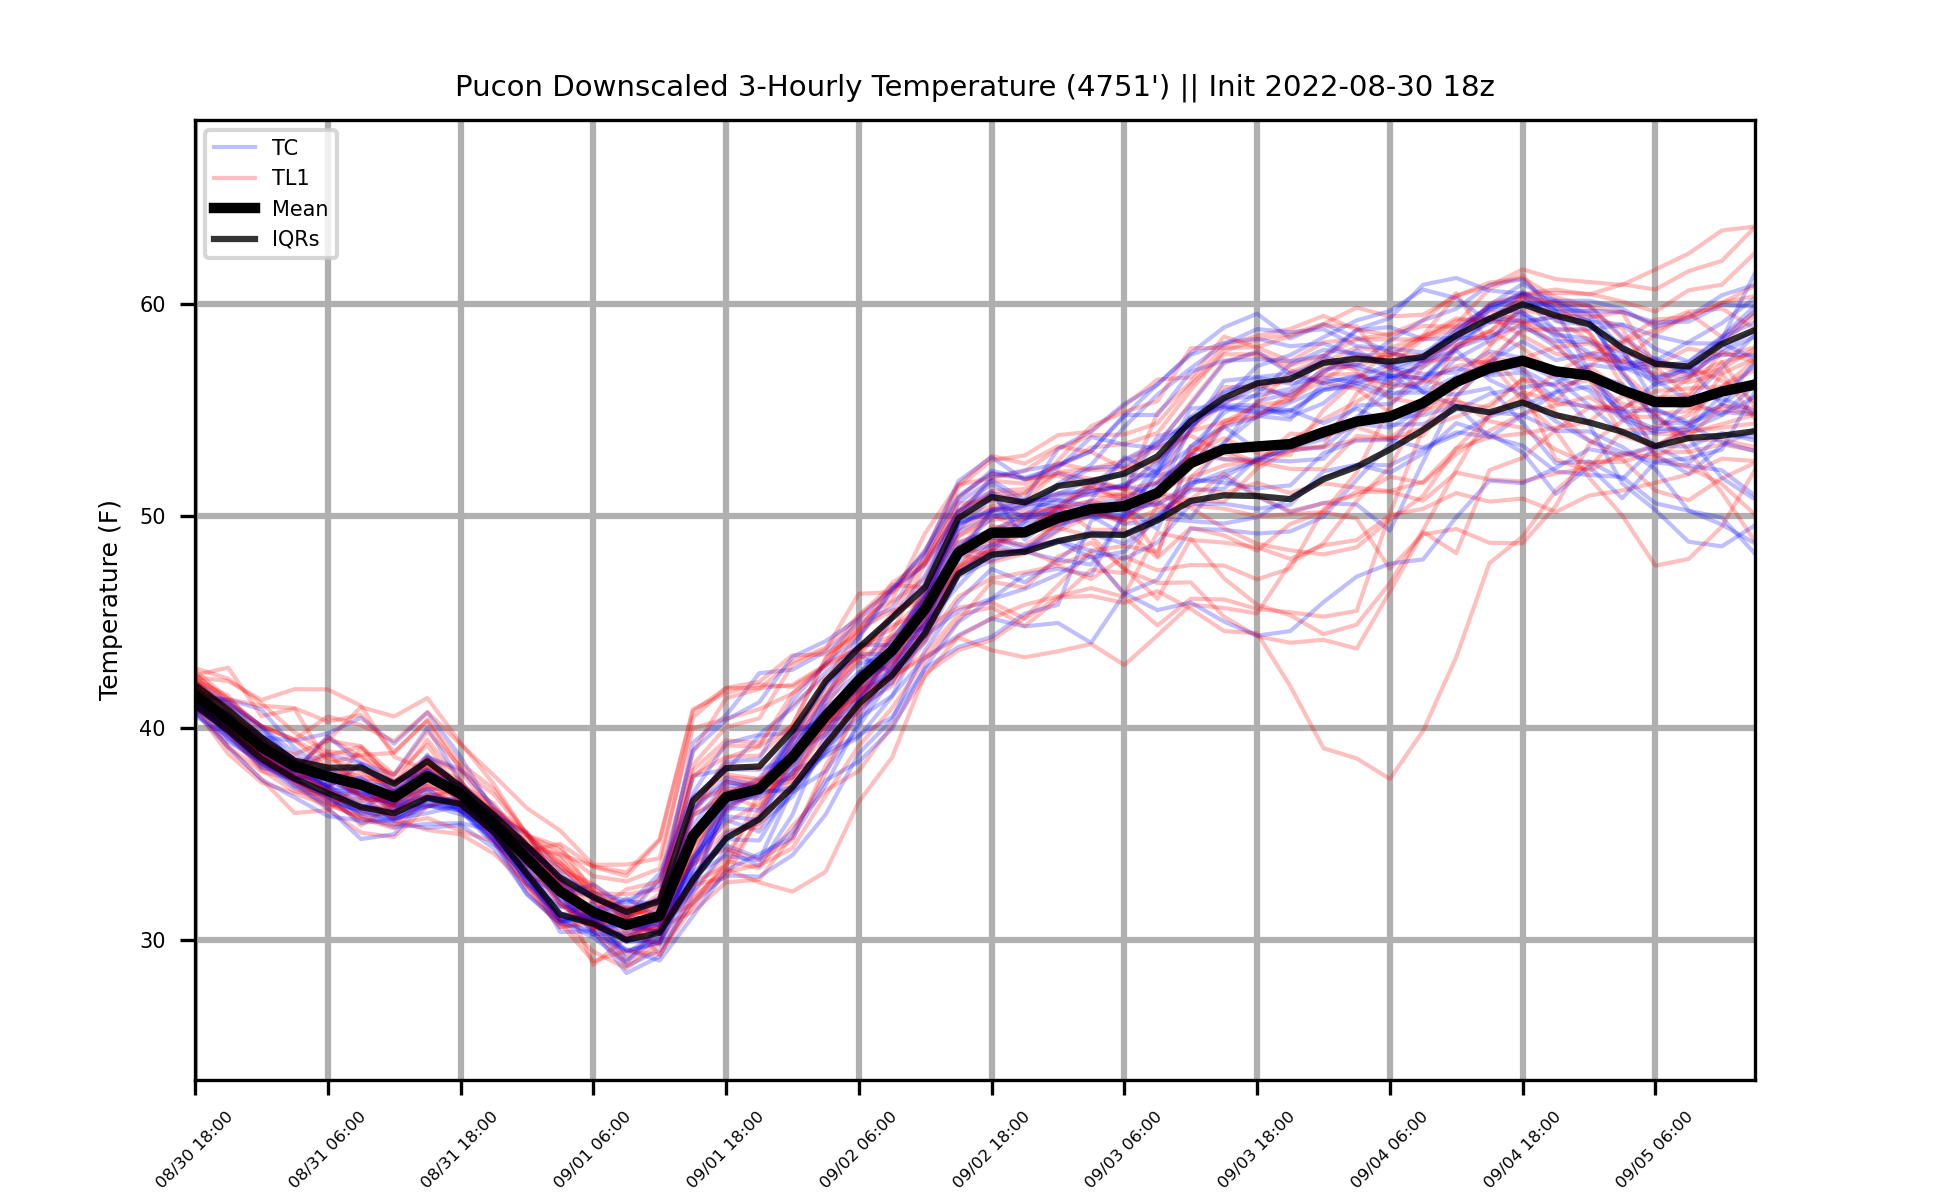 Pucon Downscaled 3-Hourly Temperature (4751') || Init 2022-08-30 18z
TC
TL1
Mean
IQRs
Temperature (F)
60
50
40
30
08/30 18:00
08/31 06:00
08/31 18:00
09/01 06:00
09/01 18:00
09/02 06:00
09/02 18:00
09/03 06:00
09/03 18:00
09/04 06:00
09/04 18:00
09/05 06:00